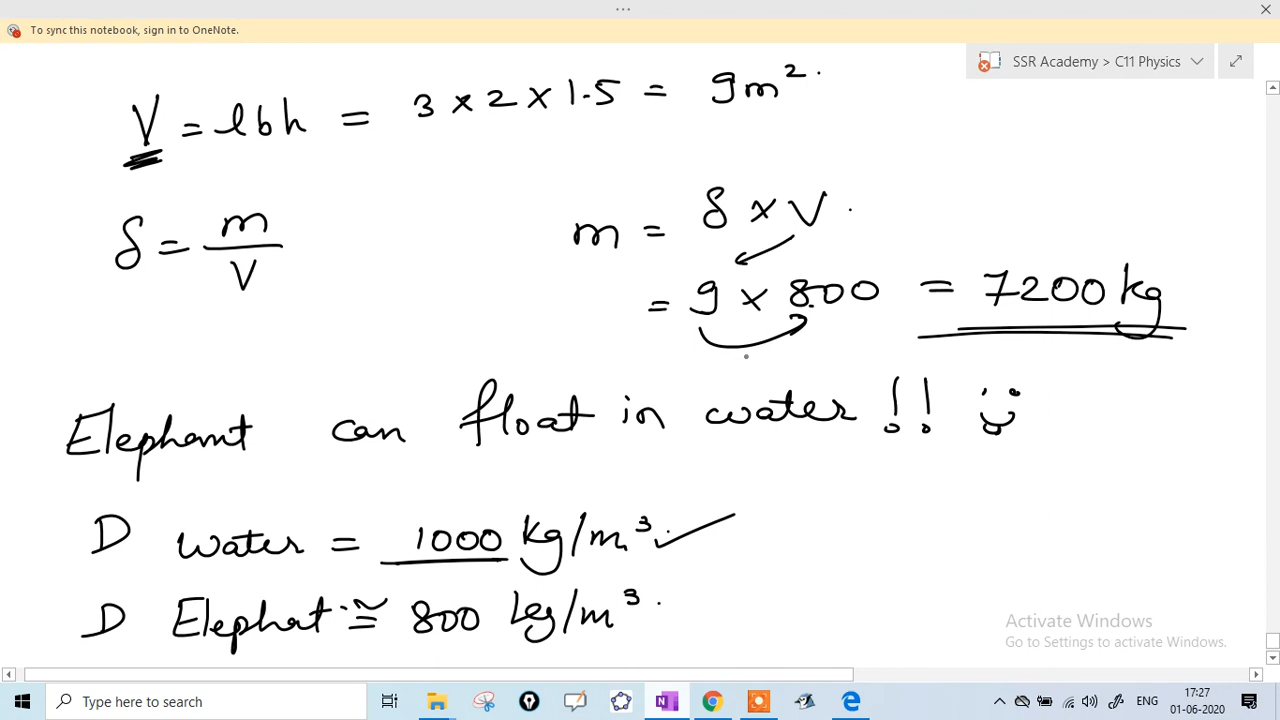 To sync this notebook, sign in to OneNote.
SSR Academy > C11 Physics
V = lbh = 3 × 2 × 1.5 = 9m².
δ = m/V
m = δ × V.
= 9 × 800 = 7200 kg
Elephant can float in water !!
D water = 1000 kg/m³
D Elephat ≅ 800 kg/m³.
Activate Windows
Go to Settings to activate Windows.
Type here to search
ENG
17:27
01-06-2020